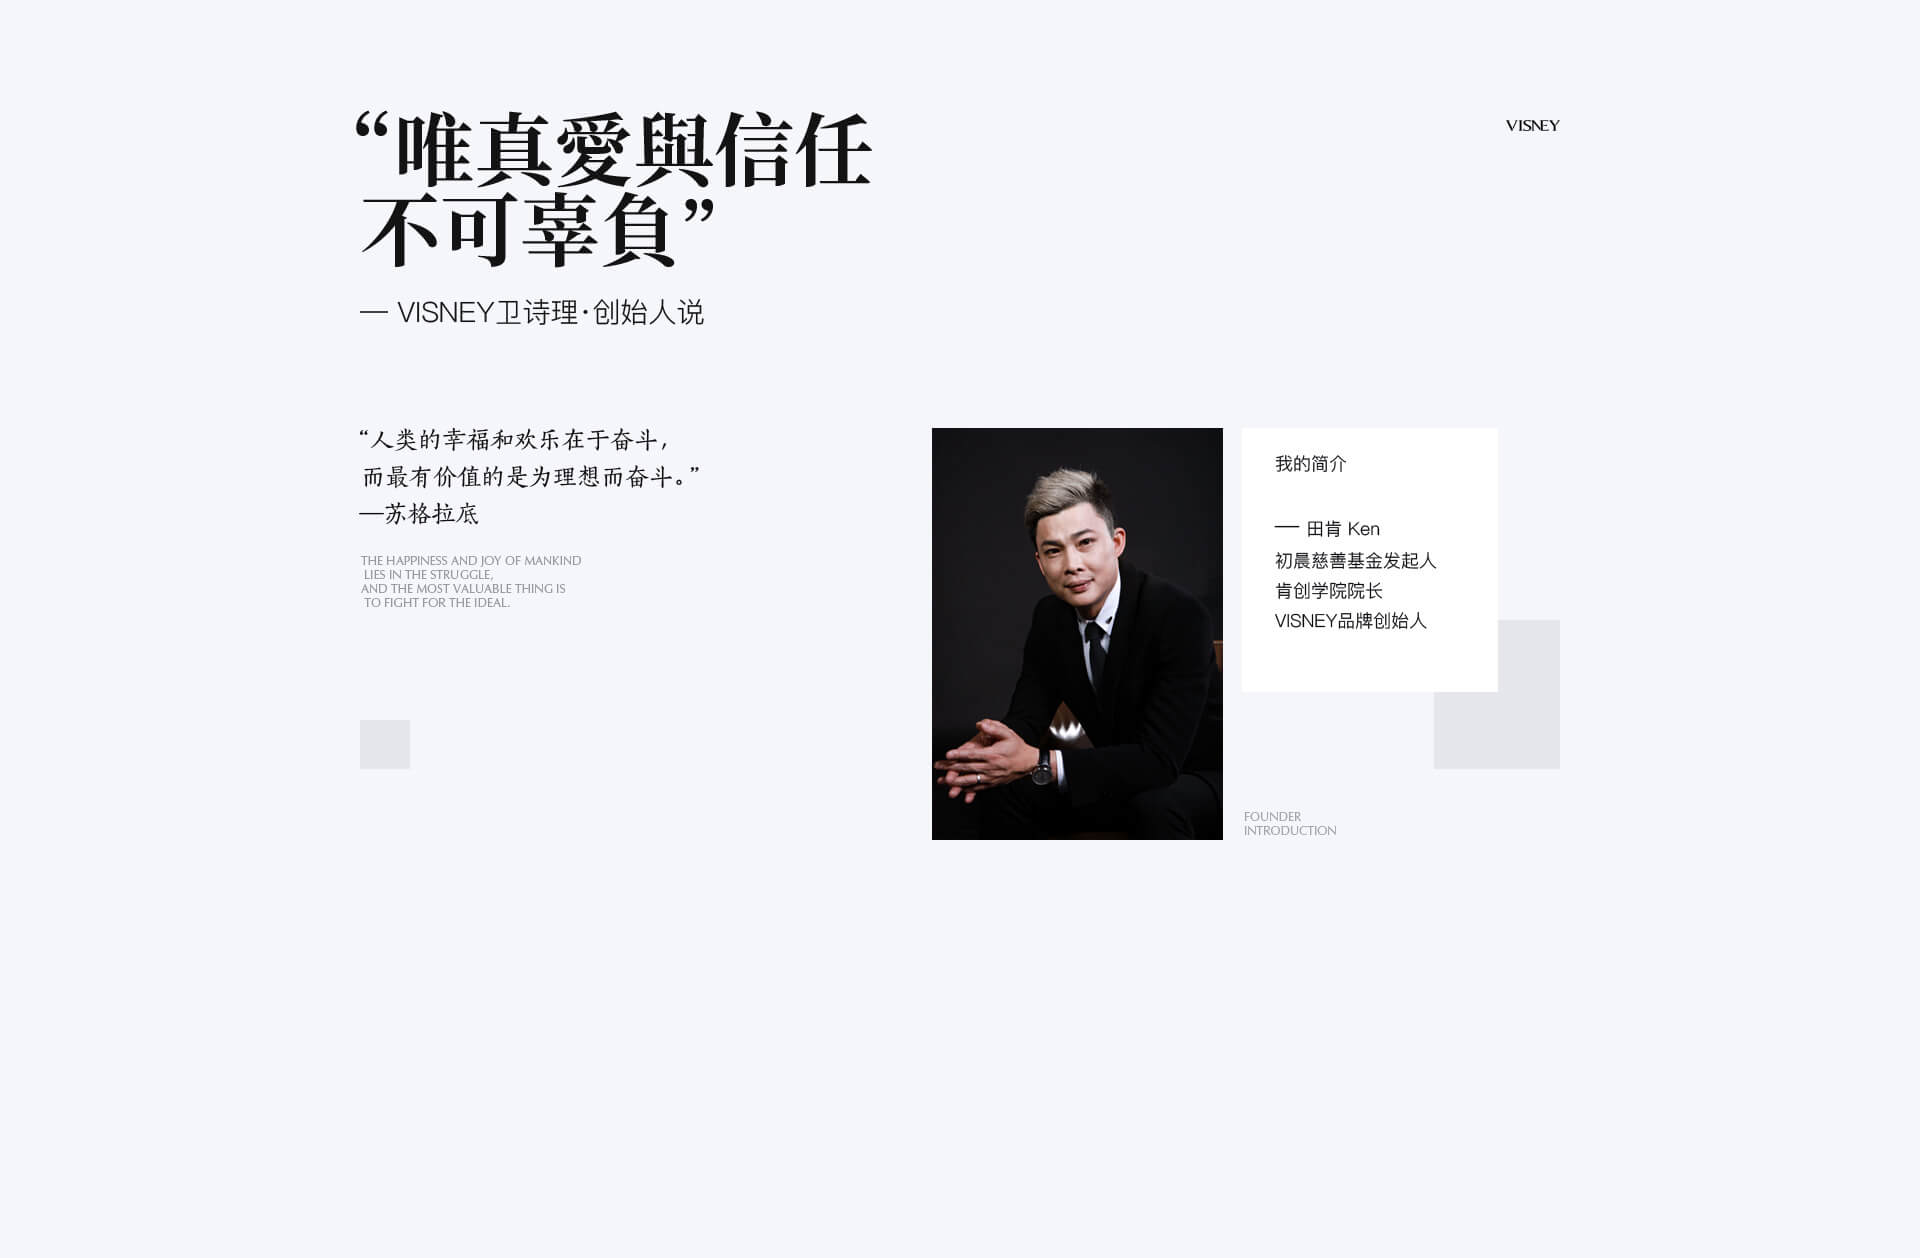 “唯真愛與信任
不可辜負”
VISNEY
— VISNEY卫诗理·创始人说
“人类的幸福和欢乐在于奋斗,
而最有价值的是为理想而奋斗。”
—苏格拉底
THE HAPPINESS AND JOY OF MANKIND
LIES IN THE STRUGGLE,
AND THE MOST VALUABLE THING IS
TO FIGHT FOR THE IDEAL.
我的简介
— 田肯 Ken
初晨慈善基金发起人
肯创学院院长
VISNEY品牌创始人
FOUNDER
INTRODUCTION